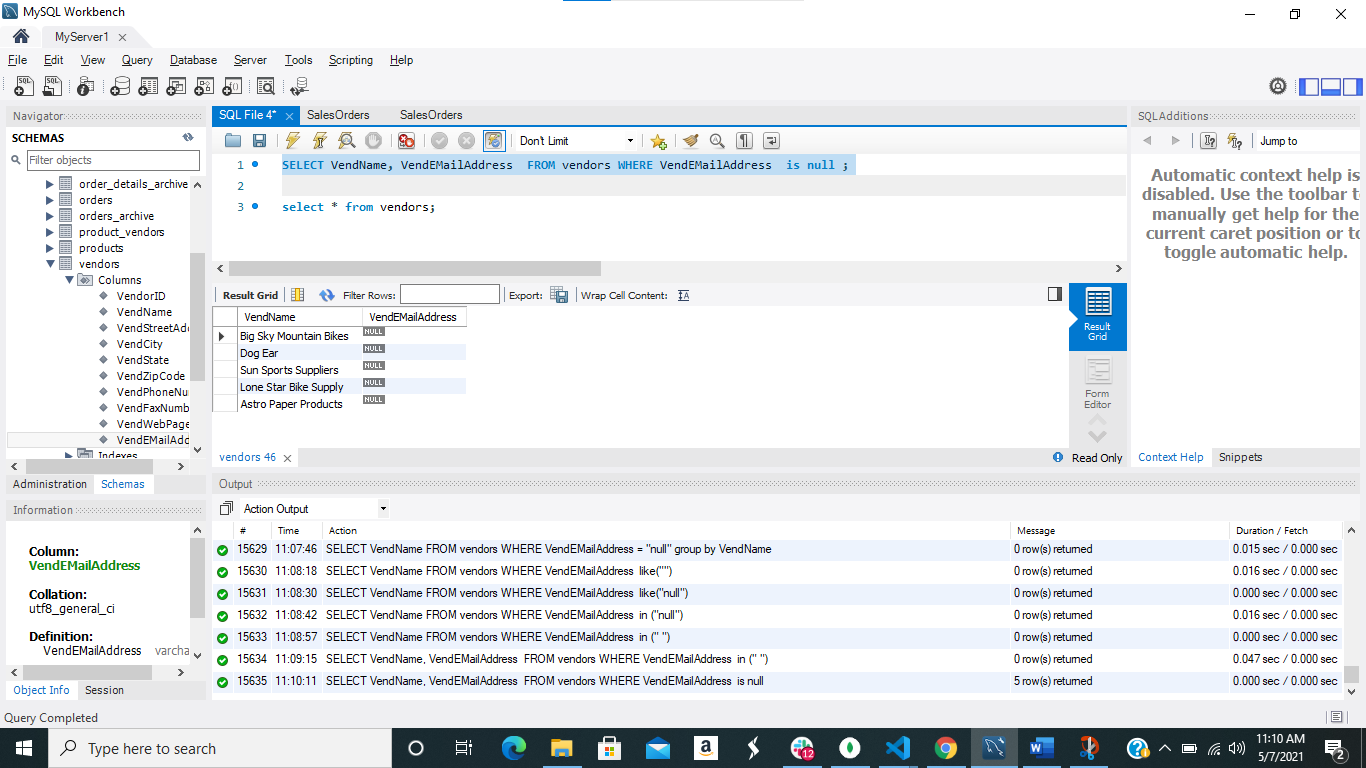 MySQL Workbench
MyServer1
File Edit View Query Database Server Tools Scripting Help
Navigator
SCHEMAS
Filter objects
order_details_archive
orders
orders_archive
product_vendors
products
vendors
Columns
VendorID
VendName
VendStreetAdd
VendCity
VendState
VendZipCode
VendPhoneNu
VendFaxNumb
VendWebPage
VendEMailAdd
Indexes
Administration Schemas
Information
Column:
VendEMailAddress
Collation:
utf8_general_ci
Definition:
VendEMailAddress varcha
Object Info Session
SQL File 4* SalesOrders SalesOrders
Don't Limit
1 SELECT VendName, VendEMailAddress FROM vendors WHERE VendEMailAddress is null ;
2
3 select * from vendors;
Result Grid Filter Rows: Export: Wrap Cell Content:
VendName VendEMailAddress
Big Sky Mountain Bikes NULL
Dog Ear NULL
Sun Sports Suppliers NULL
Lone Star Bike Supply NULL
Astro Paper Products NULL
Result
Grid
Form
Editor
vendors 46
Read Only
SQLAdditions
Jump to
Automatic context help is
disabled. Use the toolbar t
manually get help for the
current caret position or to
toggle automatic help.
Context Help Snippets
Output
Action Output
# Time Action Message Duration / Fetch
15629 11:07:46 SELECT VendName FROM vendors WHERE VendEMailAddress = "null" group by VendName 0 row(s) returned 0.015 sec / 0.000 sec
15630 11:08:18 SELECT VendName FROM vendors WHERE VendEMailAddress like("") 0 row(s) returned 0.016 sec / 0.000 sec
15631 11:08:30 SELECT VendName FROM vendors WHERE VendEMailAddress like("null") 0 row(s) returned 0.000 sec / 0.000 sec
15632 11:08:42 SELECT VendName FROM vendors WHERE VendEMailAddress in ("null") 0 row(s) returned 0.016 sec / 0.000 sec
15633 11:08:57 SELECT VendName FROM vendors WHERE VendEMailAddress in (" ") 0 row(s) returned 0.000 sec / 0.000 sec
15634 11:09:15 SELECT VendName, VendEMailAddress FROM vendors WHERE VendEMailAddress in (" ") 0 row(s) returned 0.047 sec / 0.000 sec
15635 11:10:11 SELECT VendName, VendEMailAddress FROM vendors WHERE VendEMailAddress is null 5 row(s) returned 0.000 sec / 0.000 sec
Query Completed
Type here to search
12
11:10 AM
5/7/2021
2